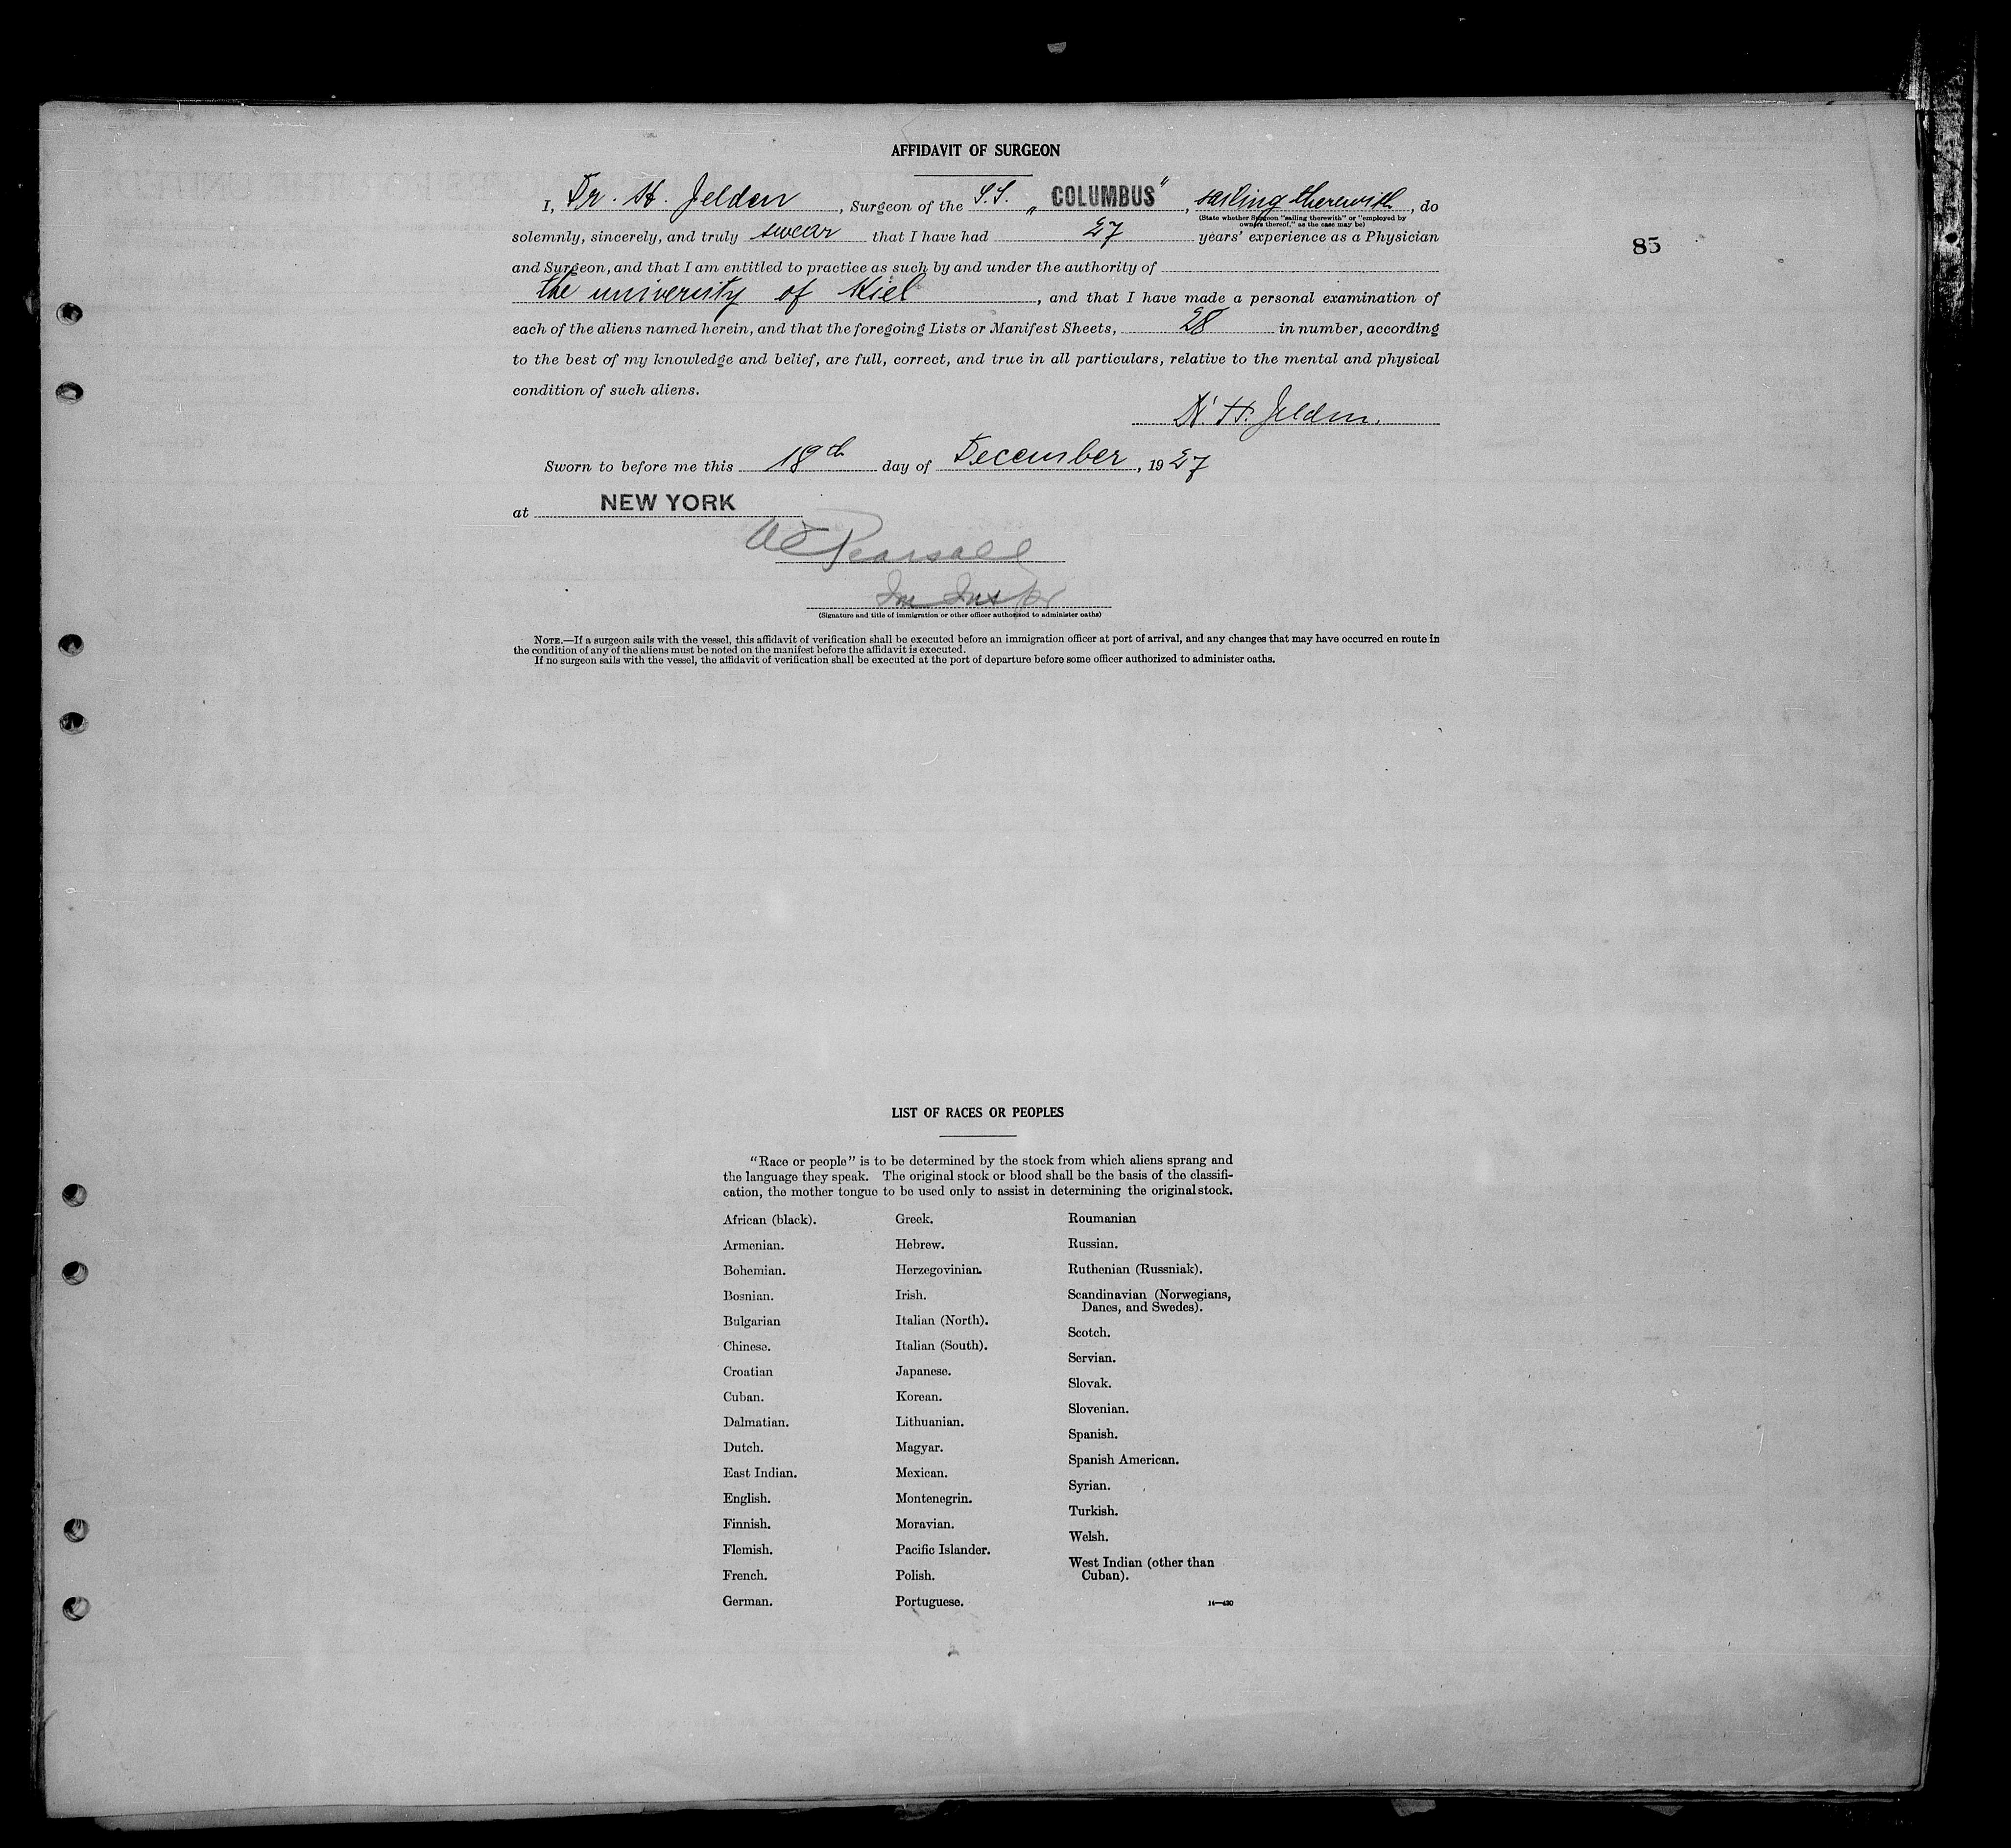 AFFIDAVIT OF SURGEON
I, Dr. H. Jelden, Surgeon of the S.S. „COLUMBUS", sailing therewith, do
(State whether Surgeon "sailing therewith" or "employed by
owners thereof," as the case may be)
solemnly, sincerely, and truly swear that I have had 27 years' experience as a Physician
85
and Surgeon, and that I am entitled to practice as such by and under the authority of
the university of Kiel, and that I have made a personal examination of
each of the aliens named herein, and that the foregoing Lists or Manifest Sheets, 28 in number, according
to the best of my knowledge and belief, are full, correct, and true in all particulars, relative to the mental and physical
condition of such aliens.
Dr H. Jelden.
Sworn to before me this 18th day of December, 1927
at NEW YORK
Pearsall
Im Inspr
(Signature and title of immigration or other officer authorized to administer oaths)
NOTE.—If a surgeon sails with the vessel, this affidavit of verification shall be executed before an immigration officer at port of arrival, and any changes that may have occurred en route in
the condition of any of the aliens must be noted on the manifest before the affidavit is executed.
If no surgeon sails with the vessel, the affidavit of verification shall be executed at the port of departure before some officer authorized to administer oaths.
LIST OF RACES OR PEOPLES
"Race or people" is to be determined by the stock from which aliens sprang and
the language they speak. The original stock or blood shall be the basis of the classifi-
cation, the mother tongue to be used only to assist in determining the original stock.
African (black).
Armenian.
Bohemian.
Bosnian.
Bulgarian
Chinese.
Croatian
Cuban.
Dalmatian.
Dutch.
East Indian.
English.
Finnish.
Flemish.
French.
German.
Greek.
Hebrew.
Herzegovinian.
Irish.
Italian (North).
Italian (South).
Japanese.
Korean.
Lithuanian.
Magyar.
Mexican.
Montenegrin.
Moravian.
Pacific Islander.
Polish.
Portuguese.
Roumanian
Russian.
Ruthenian (Russniak).
Scandinavian (Norwegians,
Danes, and Swedes).
Scotch.
Servian.
Slovak.
Slovenian.
Spanish.
Spanish American.
Syrian.
Turkish.
Welsh.
West Indian (other than
Cuban).
14—430